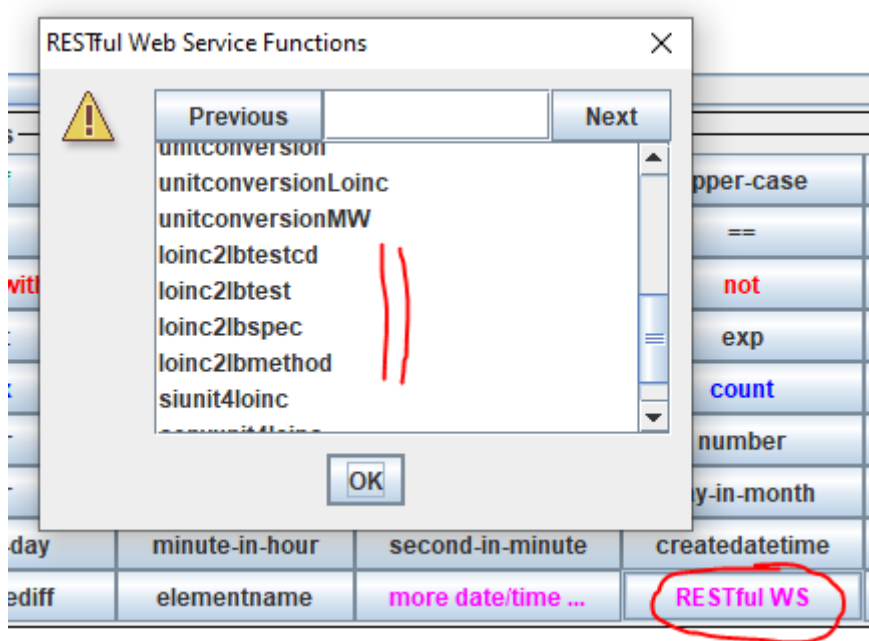 RESTful Web Service Functions
Previous Next
unitconversion
unitconversionLoinc
unitconversionMW
loinc2lbtestcd
loinc2lbtest
loinc2lbspec
loinc2lbmethod
siunit4loinc
OK
pper-case
==
not
exp
count
number
y-in-month
day minute-in-hour second-in-minute createdatetime
ediff elementname more date/time ... RESTful WS